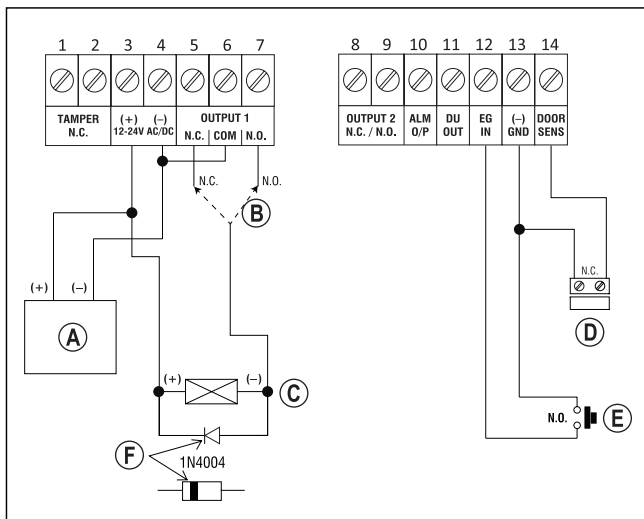 1 2 3 4 5 6 7
TAMPER
N.C.
(+) (−)
12-24V AC/DC
OUTPUT 1
N.C. COM N.O.
8 9 10 11 12 13 14
OUTPUT 2
N.C. / N.O.
ALM
O/P
DU
OUT
EG
IN
(−)
GND
DOOR
SENS
N.C. N.O.
B
(+) (−)
A
N.C.
D
(+) (−)
C
N.O.
E
F
1N4004